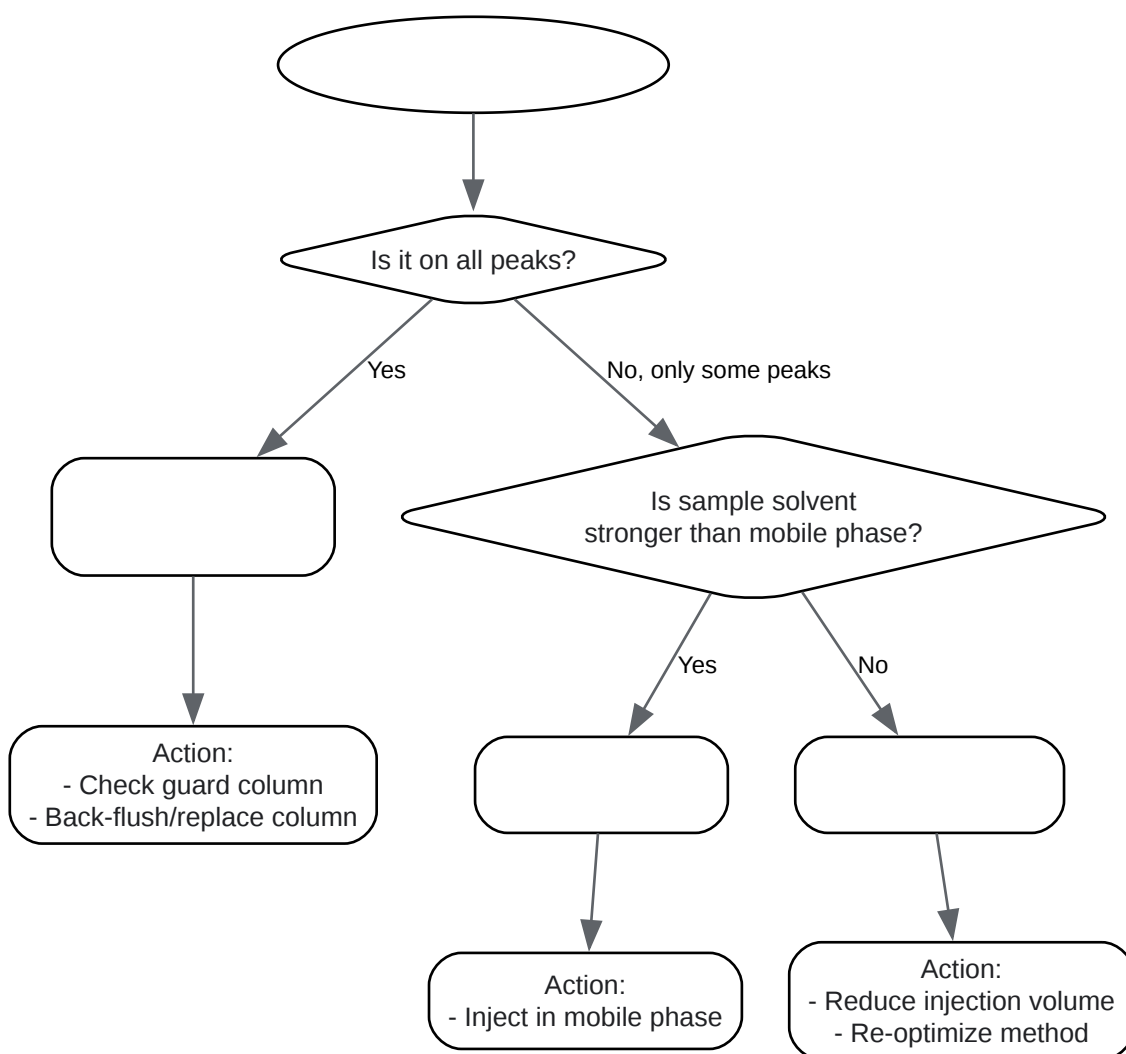 Is it on all peaks?
Yes
No, only some peaks
Is sample solvent
stronger than mobile phase?
Yes
No
Action:
- Check guard column
- Back-flush/replace column
Action:
- Inject in mobile phase
Action:
- Reduce injection volume
- Re-optimize method